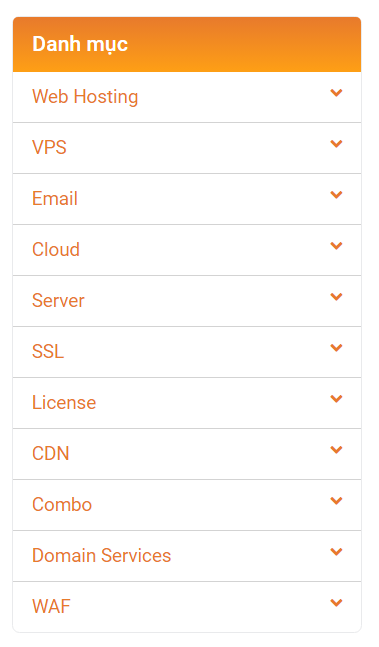 Danh mục
Web Hosting
VPS
Email
Cloud
Server
SSL
License
CDN
Combo
Domain Services
WAF